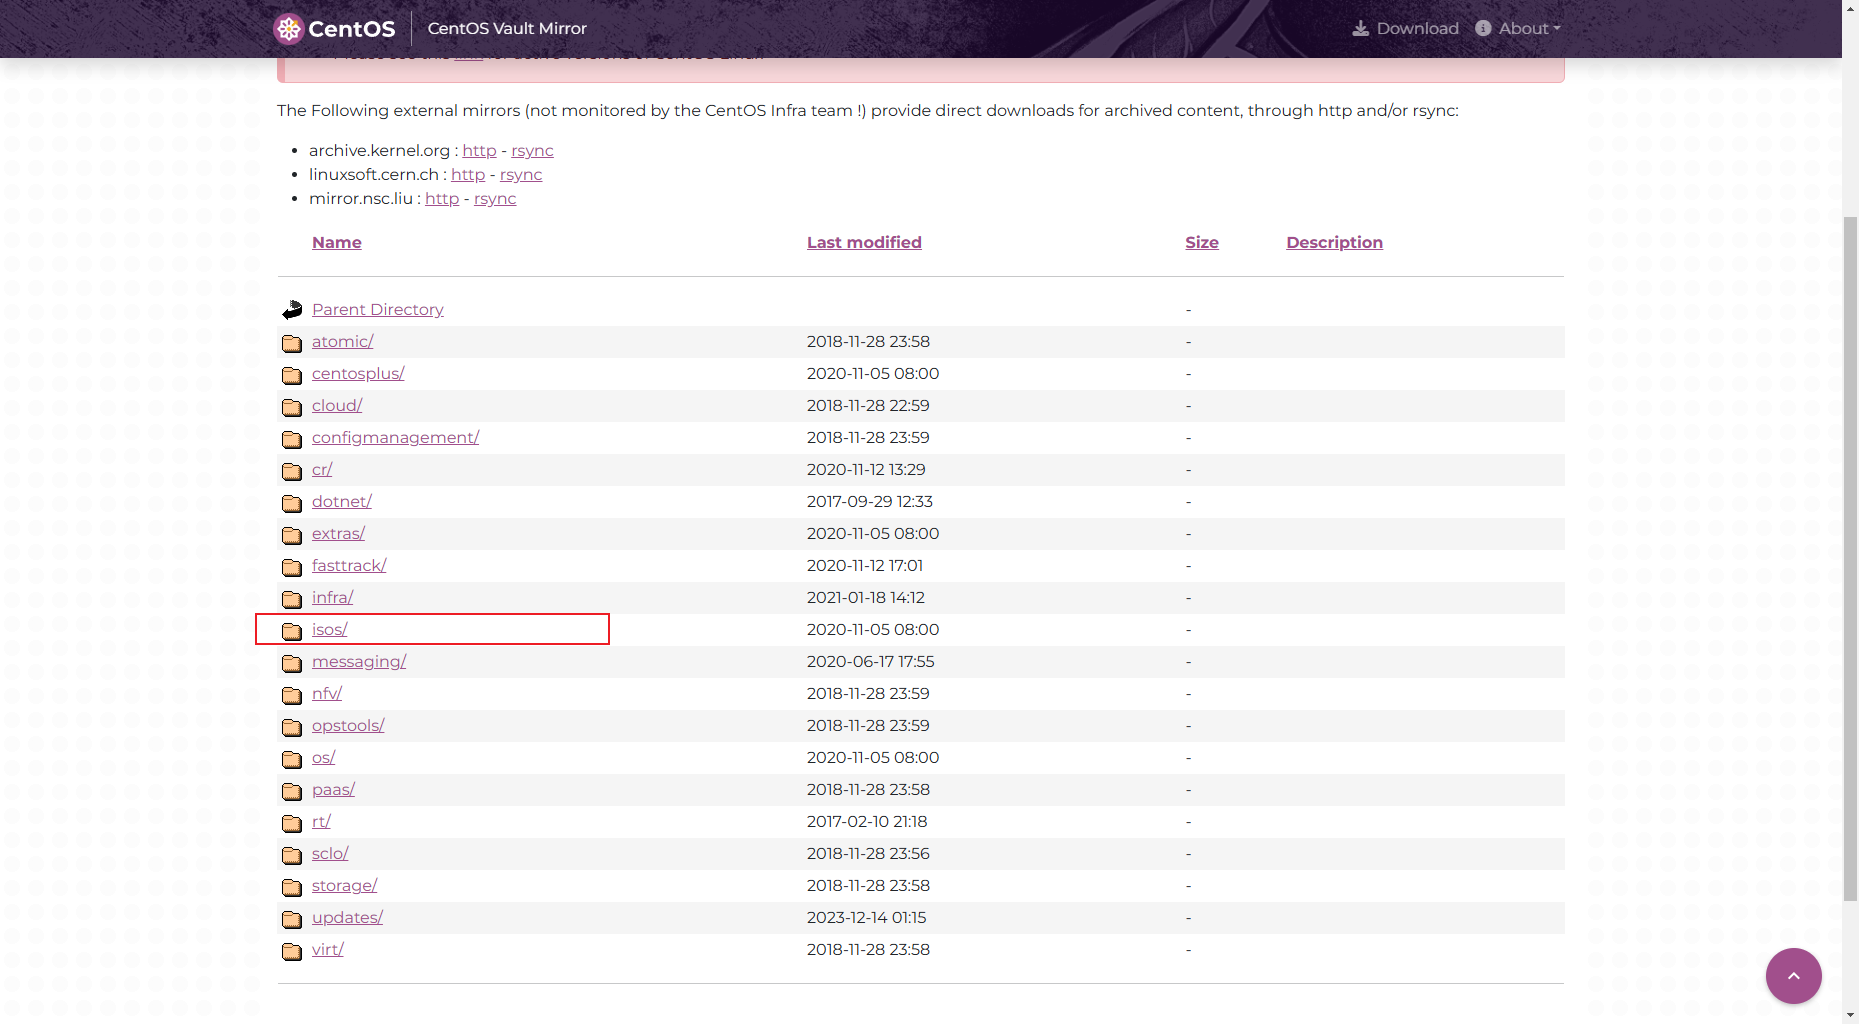 CentOS CentOS Vault Mirror Download About
The Following external mirrors (not monitored by the CentOS Infra team !) provide direct downloads for archived content, through http and/or rsync:
• archive.kernel.org : http - rsync
• linuxsoft.cern.ch : http - rsync
• mirror.nsc.liu : http - rsync
Name Last modified Size Description
Parent Directory -
atomic/ 2018-11-28 23:58 -
centosplus/ 2020-11-05 08:00 -
cloud/ 2018-11-28 22:59 -
configmanagement/ 2018-11-28 23:59 -
cr/ 2020-11-12 13:29 -
dotnet/ 2017-09-29 12:33 -
extras/ 2020-11-05 08:00 -
fasttrack/ 2020-11-12 17:01 -
infra/ 2021-01-18 14:12 -
isos/ 2020-11-05 08:00 -
messaging/ 2020-06-17 17:55 -
nfv/ 2018-11-28 23:59 -
opstools/ 2018-11-28 23:59 -
os/ 2020-11-05 08:00 -
paas/ 2018-11-28 23:58 -
rt/ 2017-02-10 21:18 -
sclo/ 2018-11-28 23:56 -
storage/ 2018-11-28 23:58 -
updates/ 2023-12-14 01:15 -
virt/ 2018-11-28 23:58 -